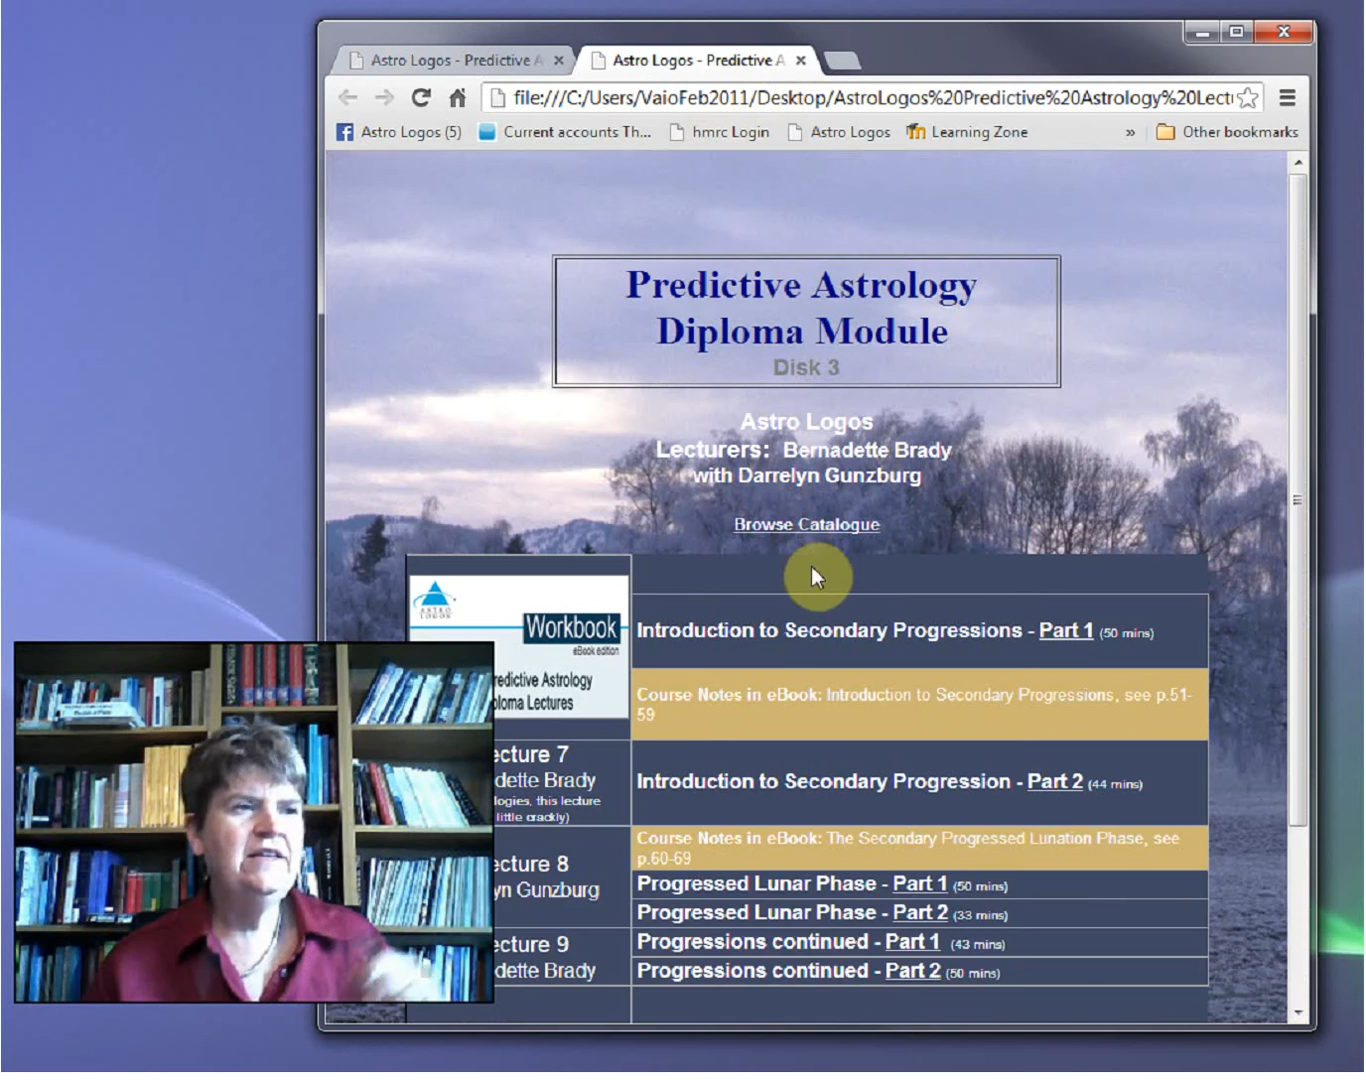 Astro Logos - Predictive A
Astro Logos - Predictive A
file:///C:/Users/VaioFeb2011/Desktop/AstroLogos%20Predictive%20Astrology%20Lect
Astro Logos (5)
Current accounts Th...
hmrc Login
Astro Logos
Learning Zone
»
Other bookmarks
Predictive Astrology
Diploma Module
Disk 3
Astro Logos
Lecturers: Bernadette Brady
with Darrelyn Gunzburg
Browse Catalogue
ASTRO
LOGOS
Workbook
eBook edition
redictive Astrology
ploma Lectures
Introduction to Secondary Progressions - Part 1 (50 mins)
Course Notes in eBook: Introduction to Secondary Progressions, see p.51-
59
ecture 7
dette Brady
logies, this lecture
little crackly)
Introduction to Secondary Progression - Part 2 (44 mins)
Course Notes in eBook: The Secondary Progressed Lunation Phase, see
p.60-69
ecture 8
yn Gunzburg
Progressed Lunar Phase - Part 1 (50 mins)
Progressed Lunar Phase - Part 2 (33 mins)
ecture 9
dette Brady
Progressions continued - Part 1 (43 mins)
Progressions continued - Part 2 (50 mins)